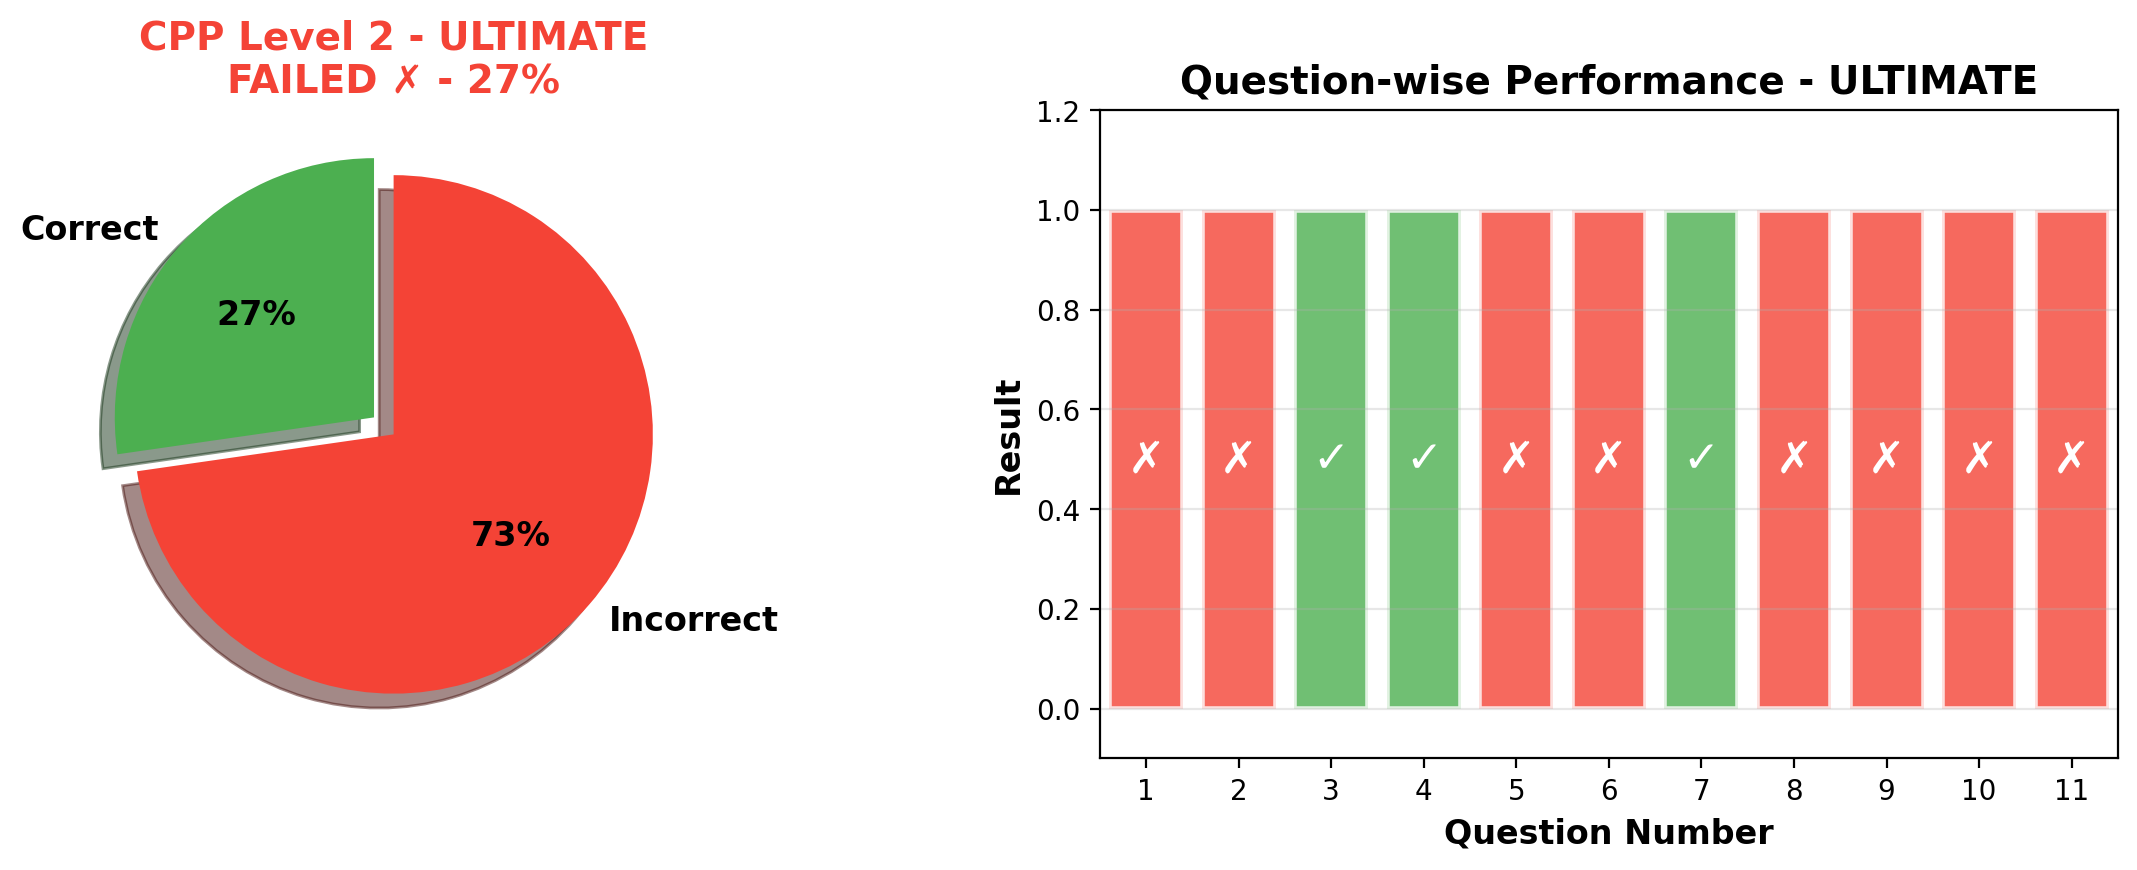 CPP Level 2 - ULTIMATE
FAILED ✗ - 27%
Correct
27%
73%
Incorrect
Question-wise Performance - ULTIMATE
1.2
1.0
0.8
0.6
0.4
0.2
0.0
Result
✗ ✗ ✓ ✓ ✗ ✗ ✓ ✗ ✗ ✗ ✗
1 2 3 4 5 6 7 8 9 10 11
Question Number